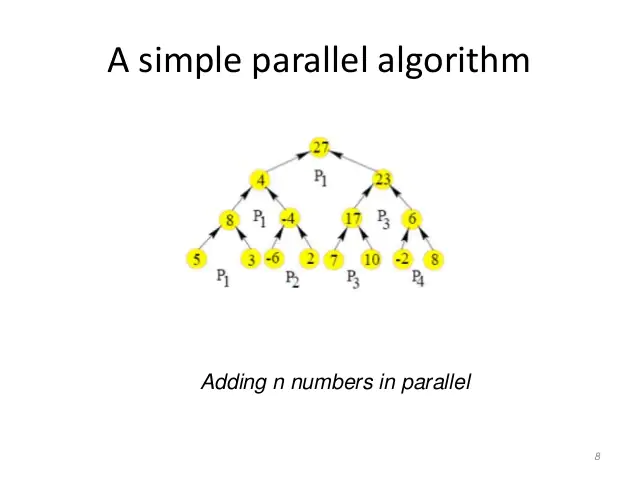 A simple parallel algorithm
27
4 P1 23
8 P1 -4 17 P3 6
5 3 -6 2 7 10 -2 8
P1 P2 P3 P4
Adding n numbers in parallel
8